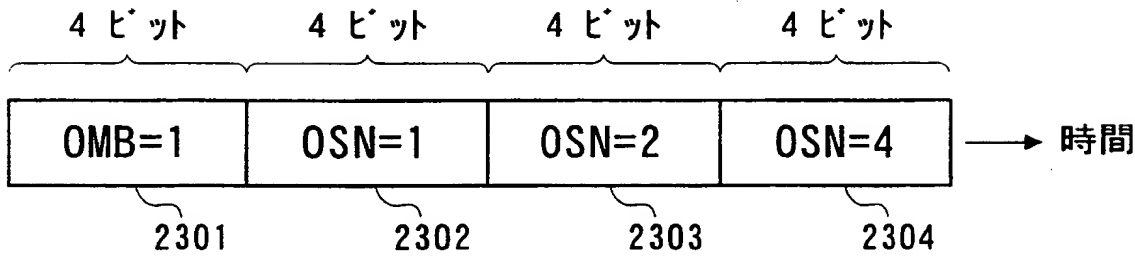 4 ビット 4 ビット 4 ビット 4 ビット
OMB=1 OSN=1 OSN=2 OSN=4 時間
2301 2302 2303 2304